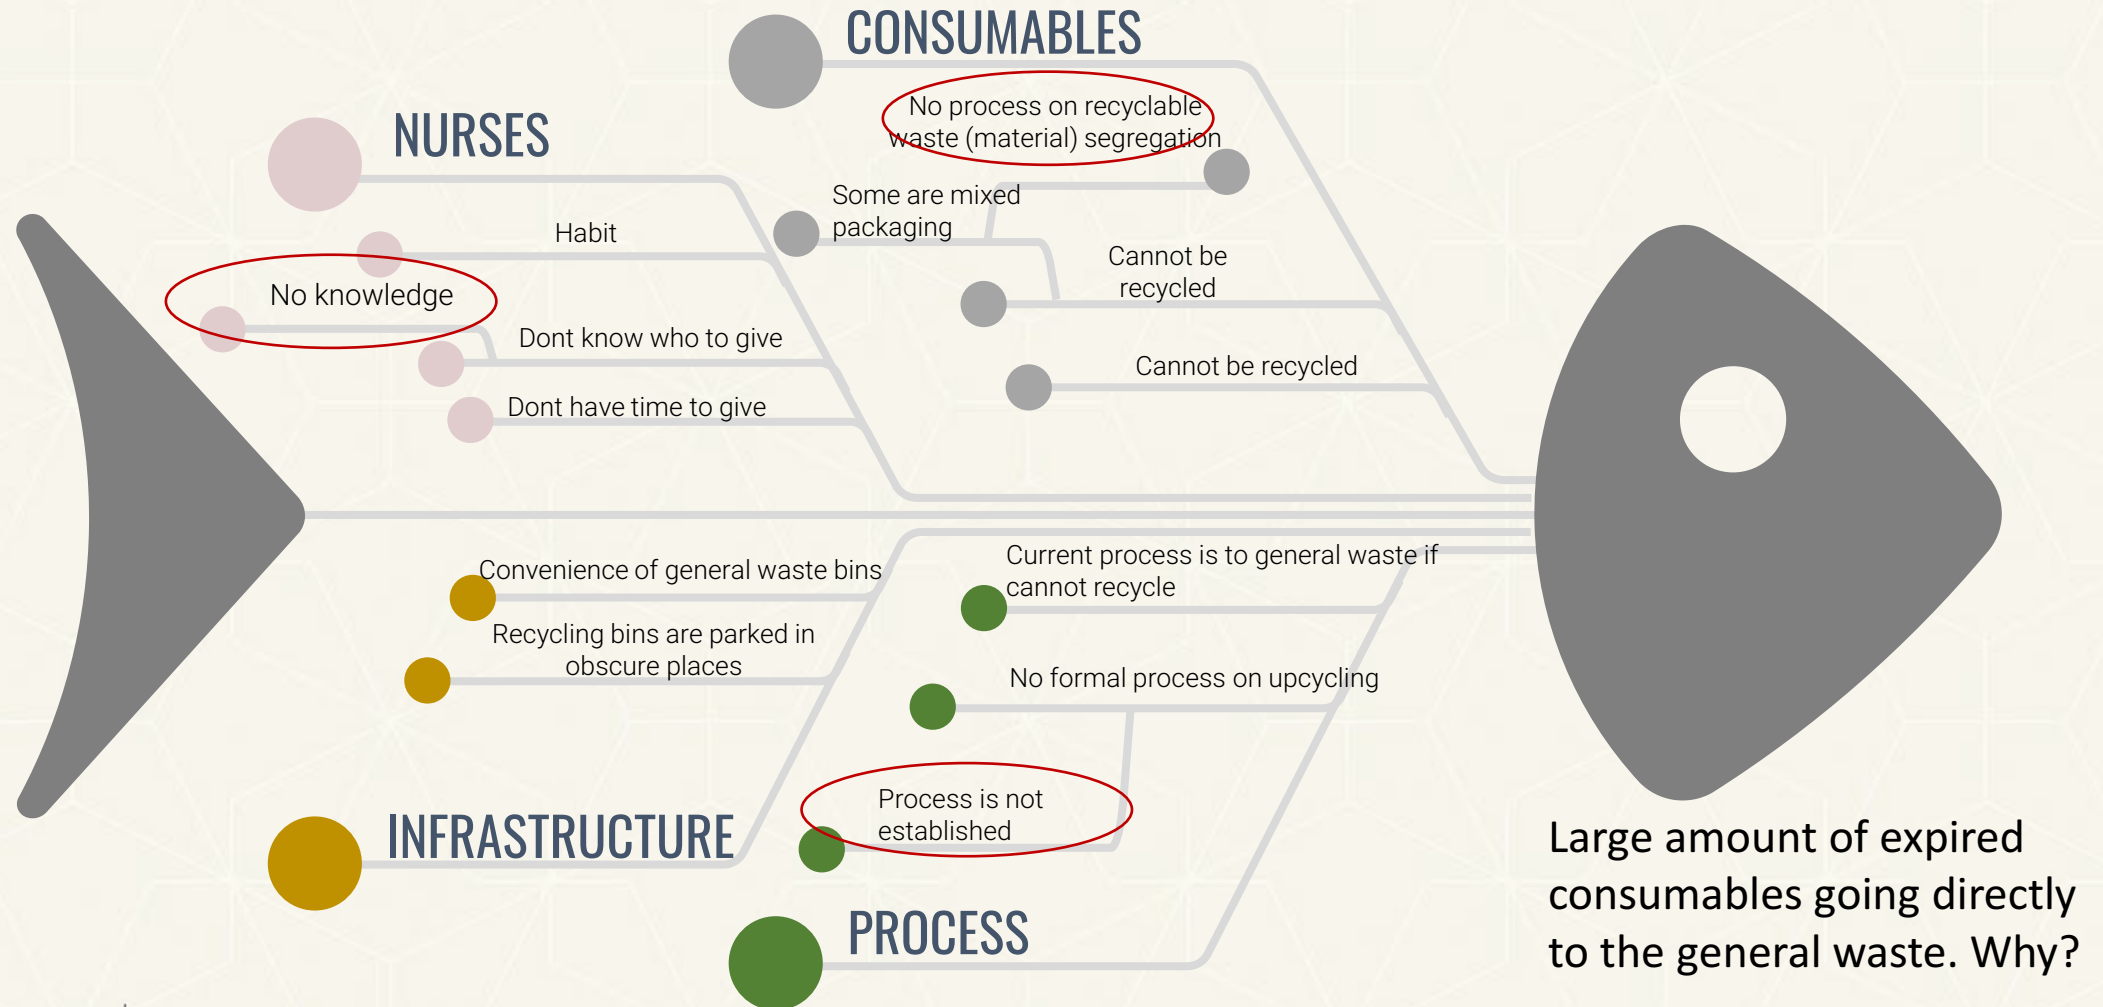 CONSUMABLES
No process on recyclable
waste (material) segregation
Some are mixed
packaging
Cannot be
recycled
Cannot be recycled
NURSES
Habit
No knowledge
Dont know who to give
Dont have time to give
Convenience of general waste bins
Recycling bins are parked in
obscure places
INFRASTRUCTURE
Current process is to general waste if
cannot recycle
No formal process on upcycling
Process is not
established
PROCESS
Large amount of expired
consumables going directly
to the general waste. Why?